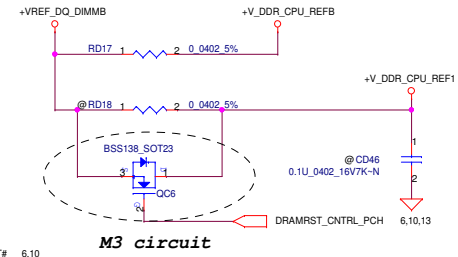 +VREF_DQ_DIMMB
+V_DDR_CPU_REFB
RD17 1 2 0_0402_5%
+V_DDR_CPU_REF1
@ RD18 1 2 0_0402_5%
BSS138_SOT23
3 1
1
@ CD46
0.1U_0402_16V7K~N
QC6
2
2
DRAMRST_CNTRL_PCH 6,10,13
M3 circuit
T# 6,10